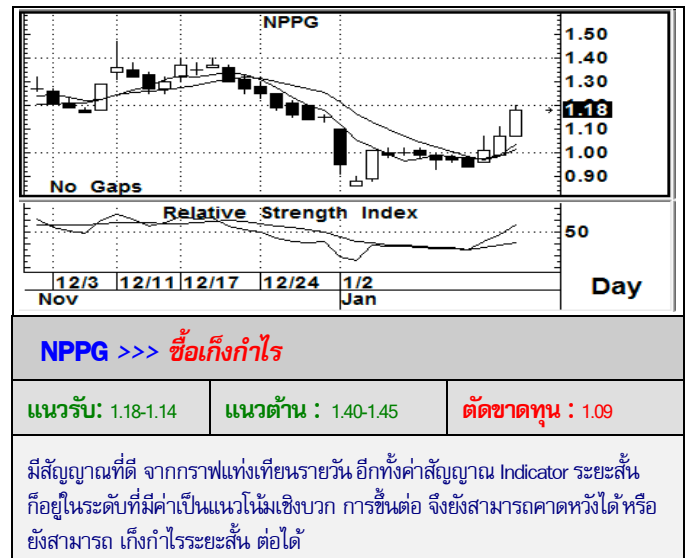 NPPG
1.50
1.40
1.30
1.18
1.10
1.00
0.90
No Gaps
Relative Strength Index
50
12/3 12/11 12/17 12/24 1/2
Nov Jan
Day
NPPG >>> ซื้อเก็งกำไร
แนวรับ: 1.18-1.14 แนวต้าน : 1.40-1.45 ตัดขาดทุน : 1.09
มีสัญญาณที่ดี จากกราฟแท่งเทียนรายวัน อีกทั้งค่าสัญญาณ Indicator ระยะสั้น
ก็อยู่ในระดับที่มีค่าเป็นแนวโน้มเชิงบวก การขึ้นต่อ จึงยังสามารถคาดหวังได้ หรือ
ยังสามารถ เก็งกำไรระยะสั้น ต่อได้